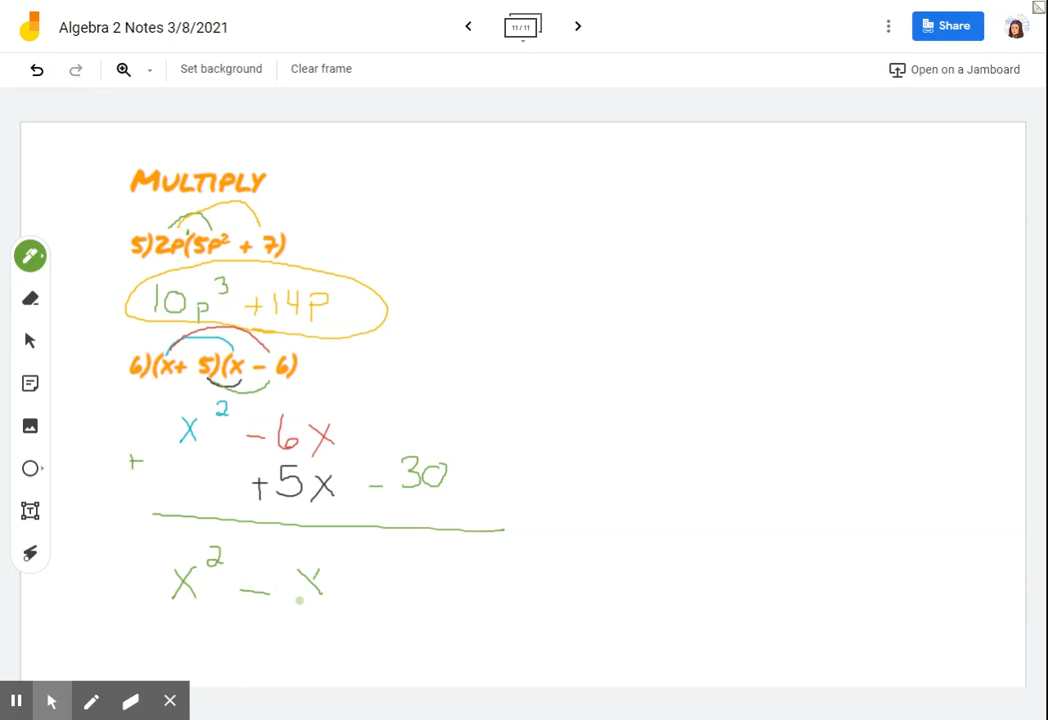 Algebra 2 Notes 3/8/2021
11/11
Share
Set background
Clear frame
Open on a Jamboard
MULTIPLY
5)2p(5p² + 7)
10p³ +14p
6)(x+ 5)(x - 6)
x² - 6x
+
+5x - 30
x² - x